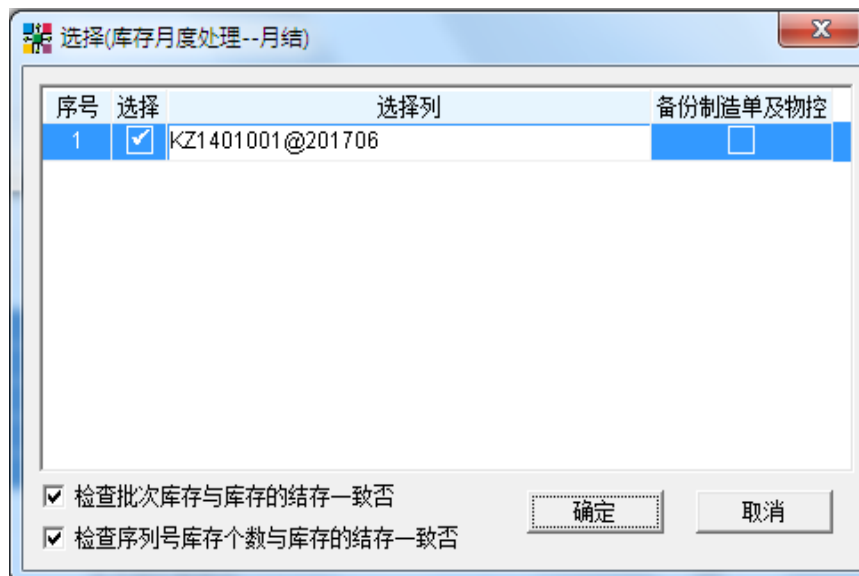 选择(库存月度处理--月结)
序号 选择 选择列 备份制造单及物控
1 KZ1401001@201706
检查批次库存与库存的结存一致否
检查序列号库存个数与库存的结存一致否
确定 取消